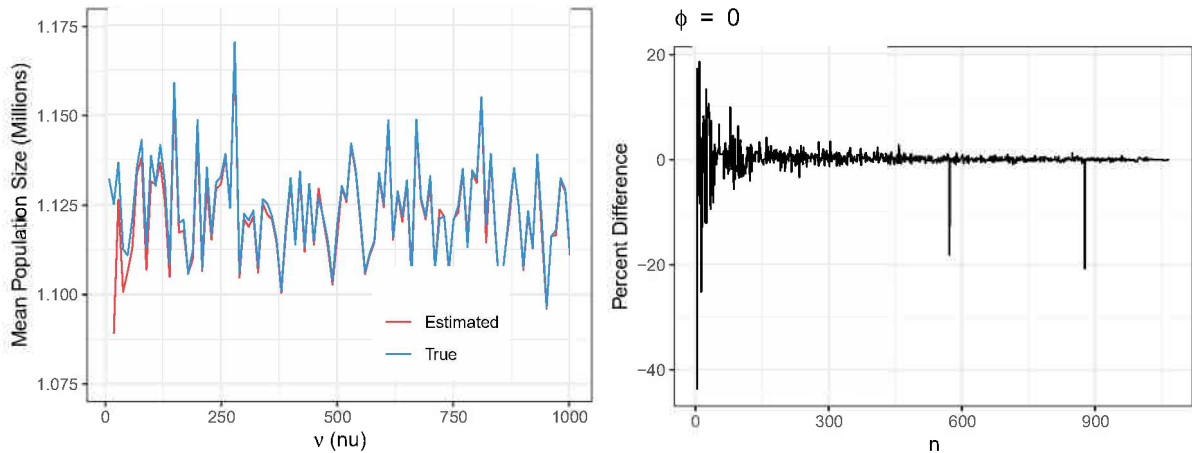 1.175
1.150
1.125
1.100
1.075
Mean Population Size (Millions)
0
250
500
750
1000
ν (nu)
Estimated
True
ϕ = 0
20
0
−20
−40
Percent Difference
0
300
600
900
n